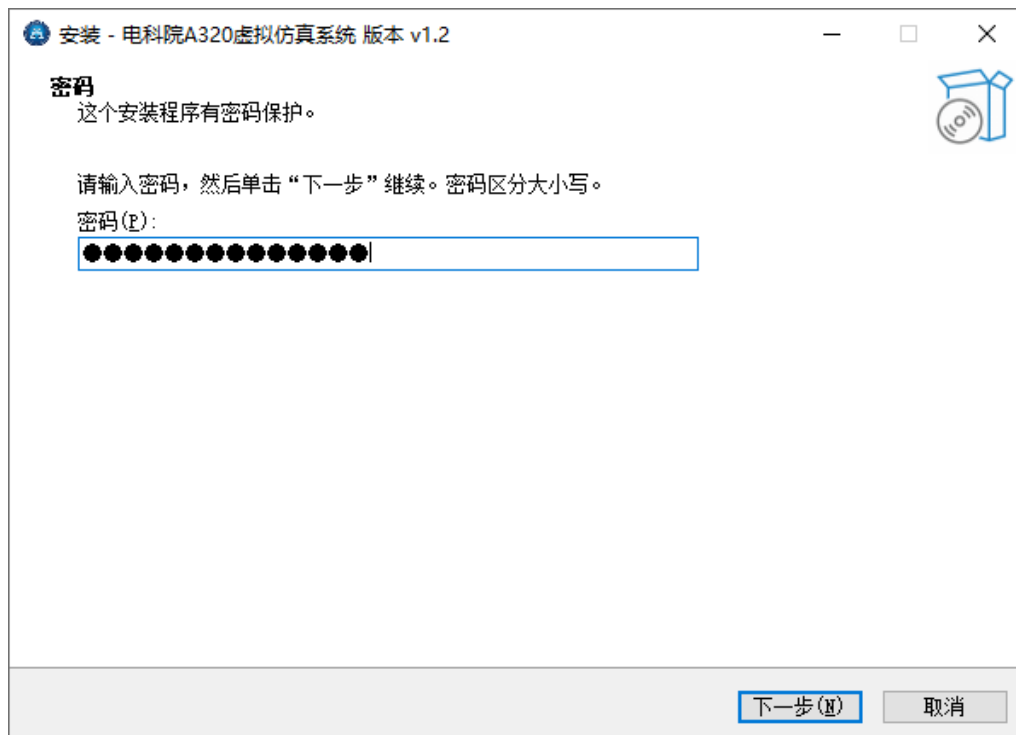 安装 - 电科院A320虚拟仿真系统 版本 v1.2
密码
这个安装程序有密码保护。
请输入密码，然后单击“下一步”继续。密码区分大小写。
密码(P):
●●●●●●●●●●●●●●
下一步(N)
取消